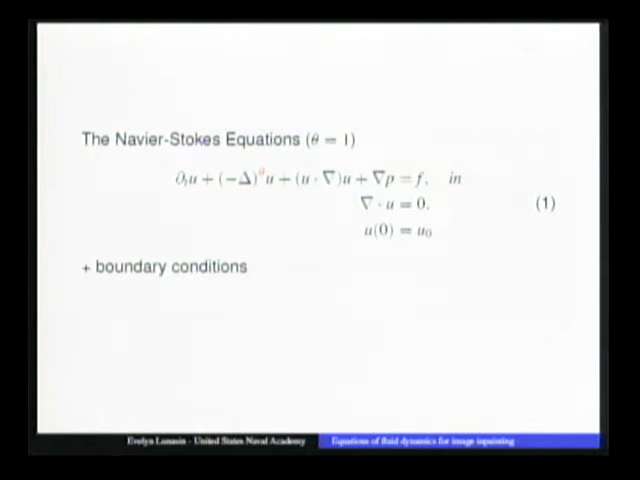 The Navier-Stokes Equations (θ = 1)
∂ₜu + (−Δ)^θ u + (u · ∇)u + ∇p = f, in
∇ · u = 0,
(1)
u(0) = u₀
+ boundary conditions
Evelyn Lunasin - United States Naval Academy
Equations of fluid dynamics for image inpainting